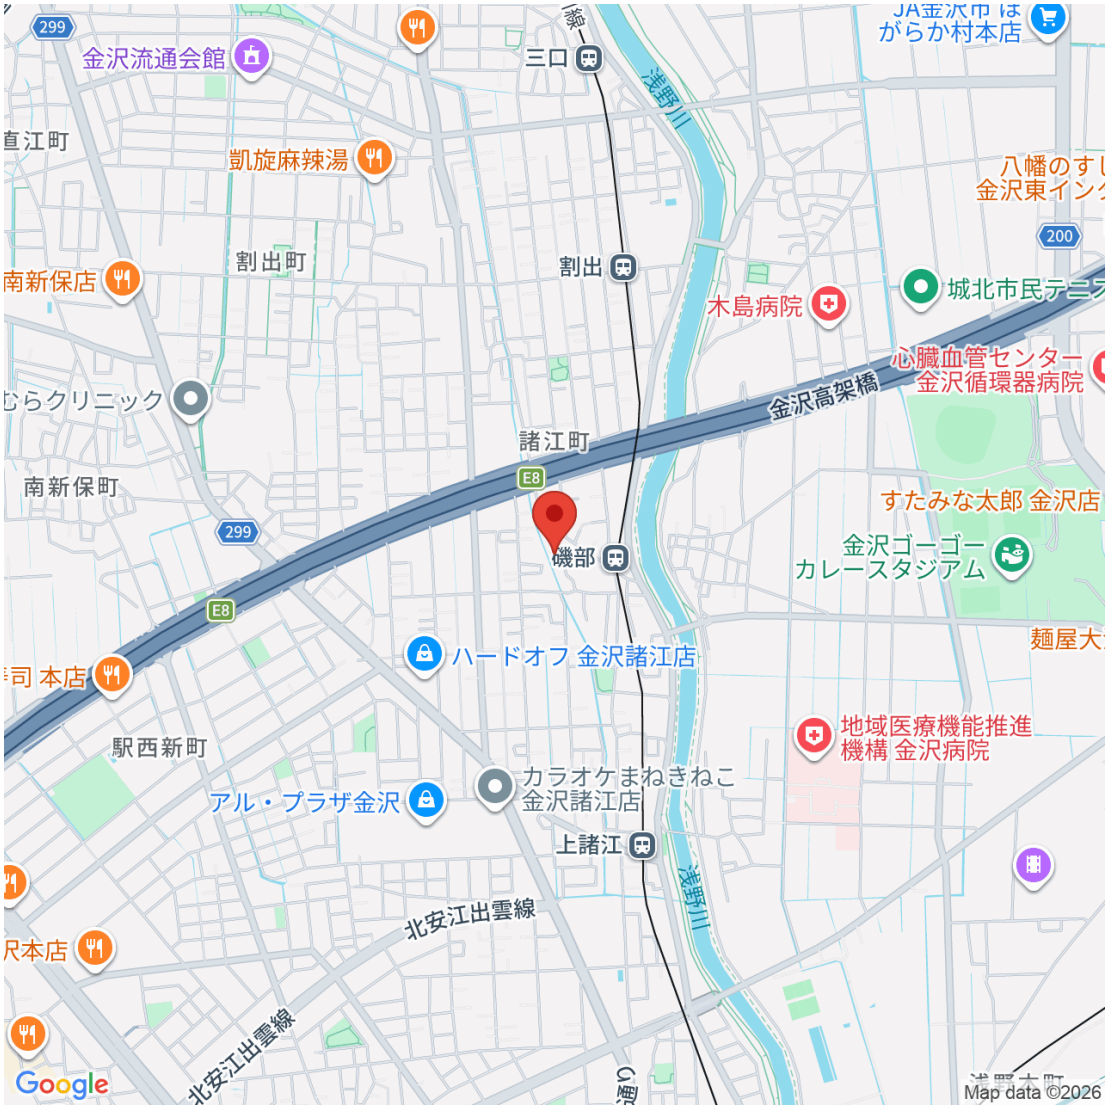 299
JA金沢市 ほ
がらか村本店
金沢流通会館
三口
浅野川
直江町
凱旋麻辣湯
八幡のすし
金沢東インタ
200
割出町
割出
南新保店
木島病院
城北市民テニス
心臓血管センター
金沢循環器病院
むらクリニック
金沢高架橋
諸江町
E8
南新保町
すたみな太郎 金沢店
299
磯部
金沢ゴーゴー
カレースタジアム
E8
麺屋大
ハードオフ 金沢諸江店
寿司 本店
地域医療機能推進
機構 金沢病院
駅西新町
カラオケまねきねこ
金沢諸江店
アル・プラザ金沢
上諸江
浅野川
北安江出雲線
沢本店
北安江出雲線
通り
浅野本町
Google
Map data ©2026